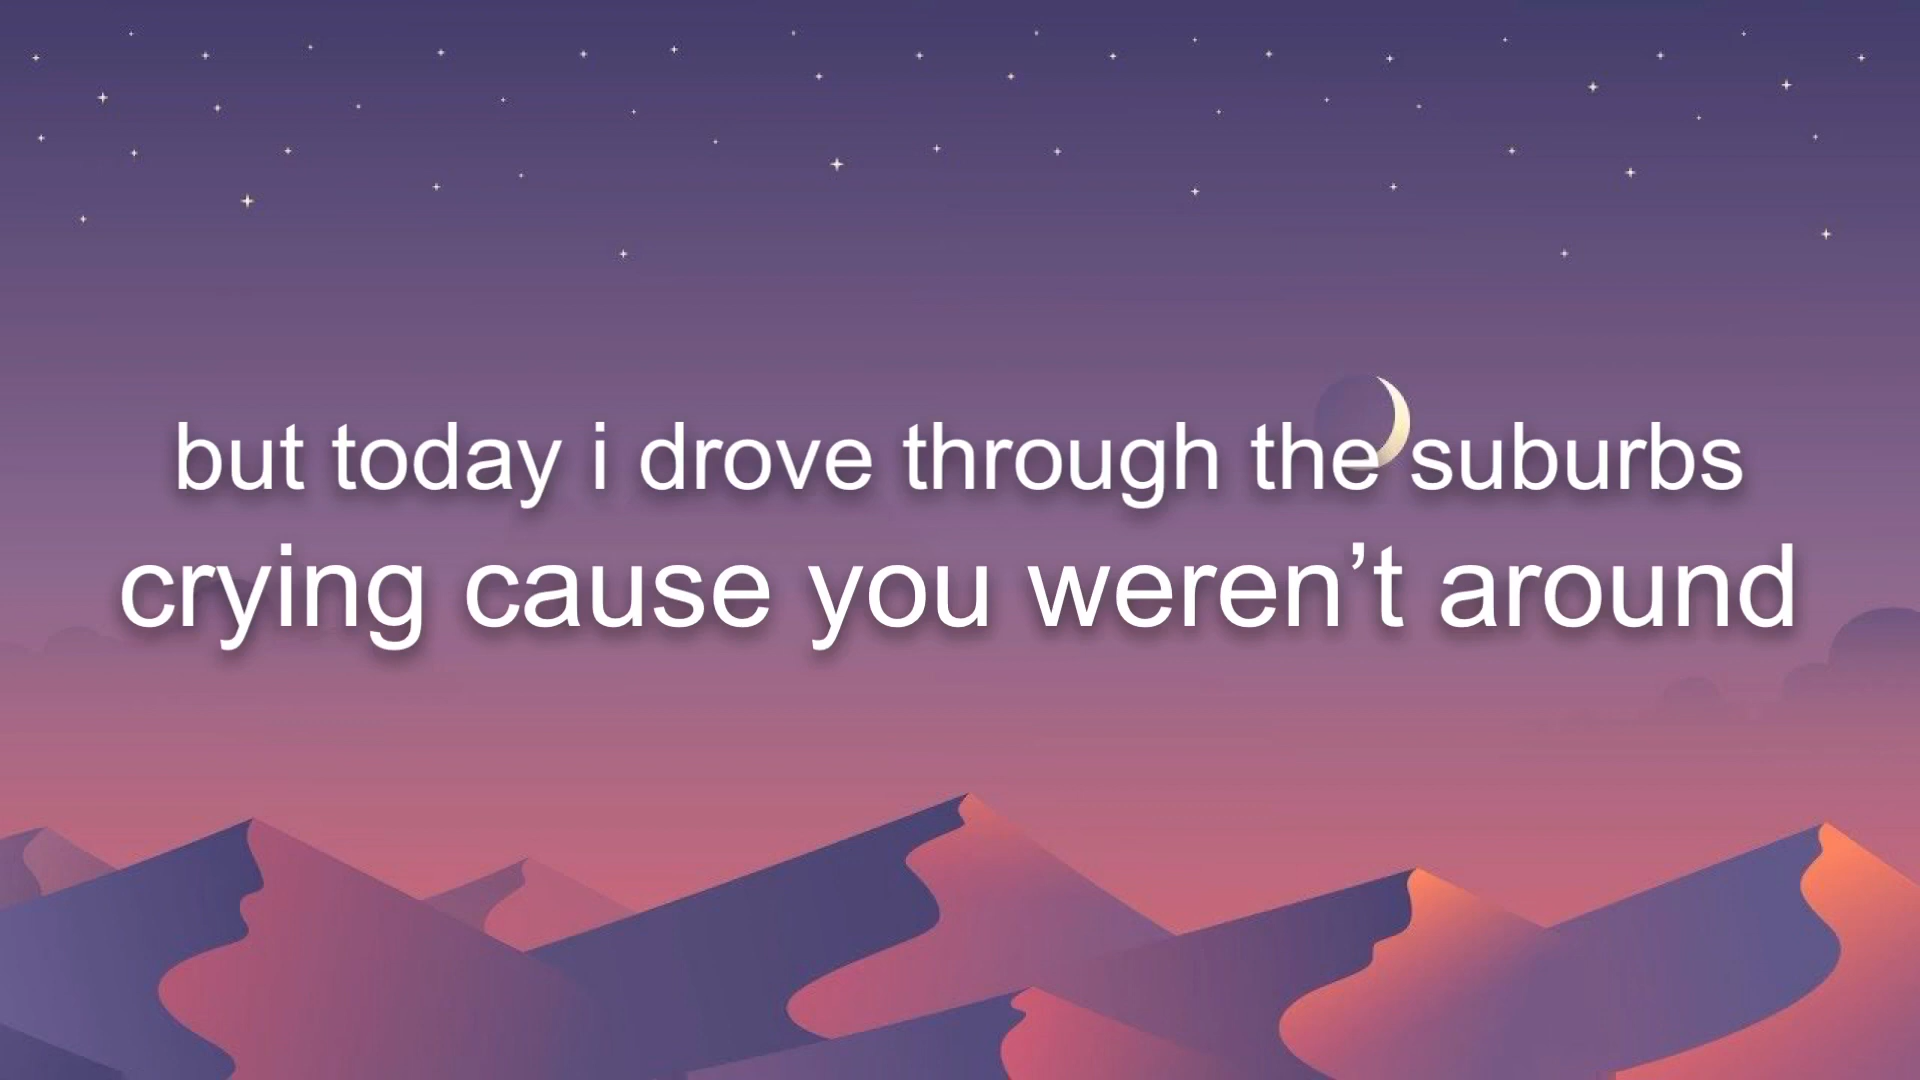 but today i drove through the suburbs
crying cause you weren’t around